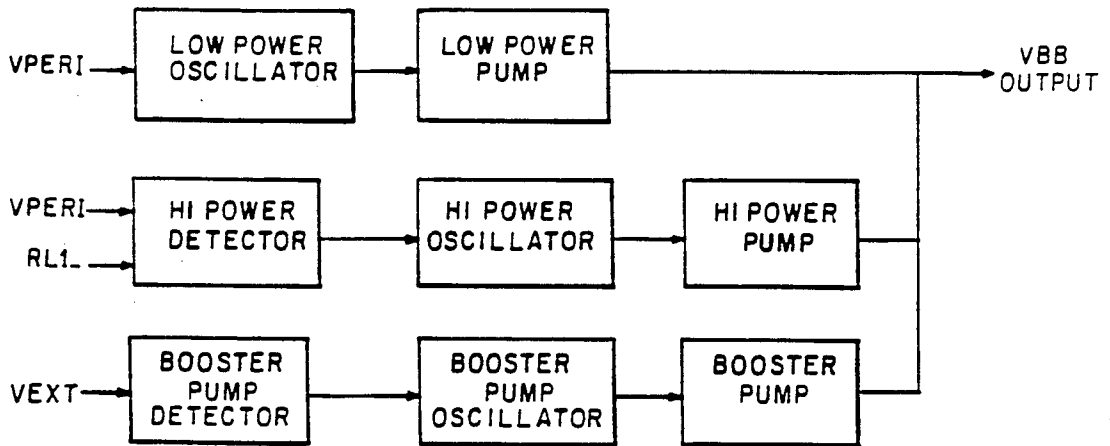 VPERI
LOW POWER
OSCILLATOR
LOW POWER
PUMP
VBB
OUTPUT
VPERI
RL1_
HI POWER
DETECTOR
HI POWER
OSCILLATOR
HI POWER
PUMP
VEXT
BOOSTER
PUMP
DETECTOR
BOOSTER
PUMP
OSCILLATOR
BOOSTER
PUMP